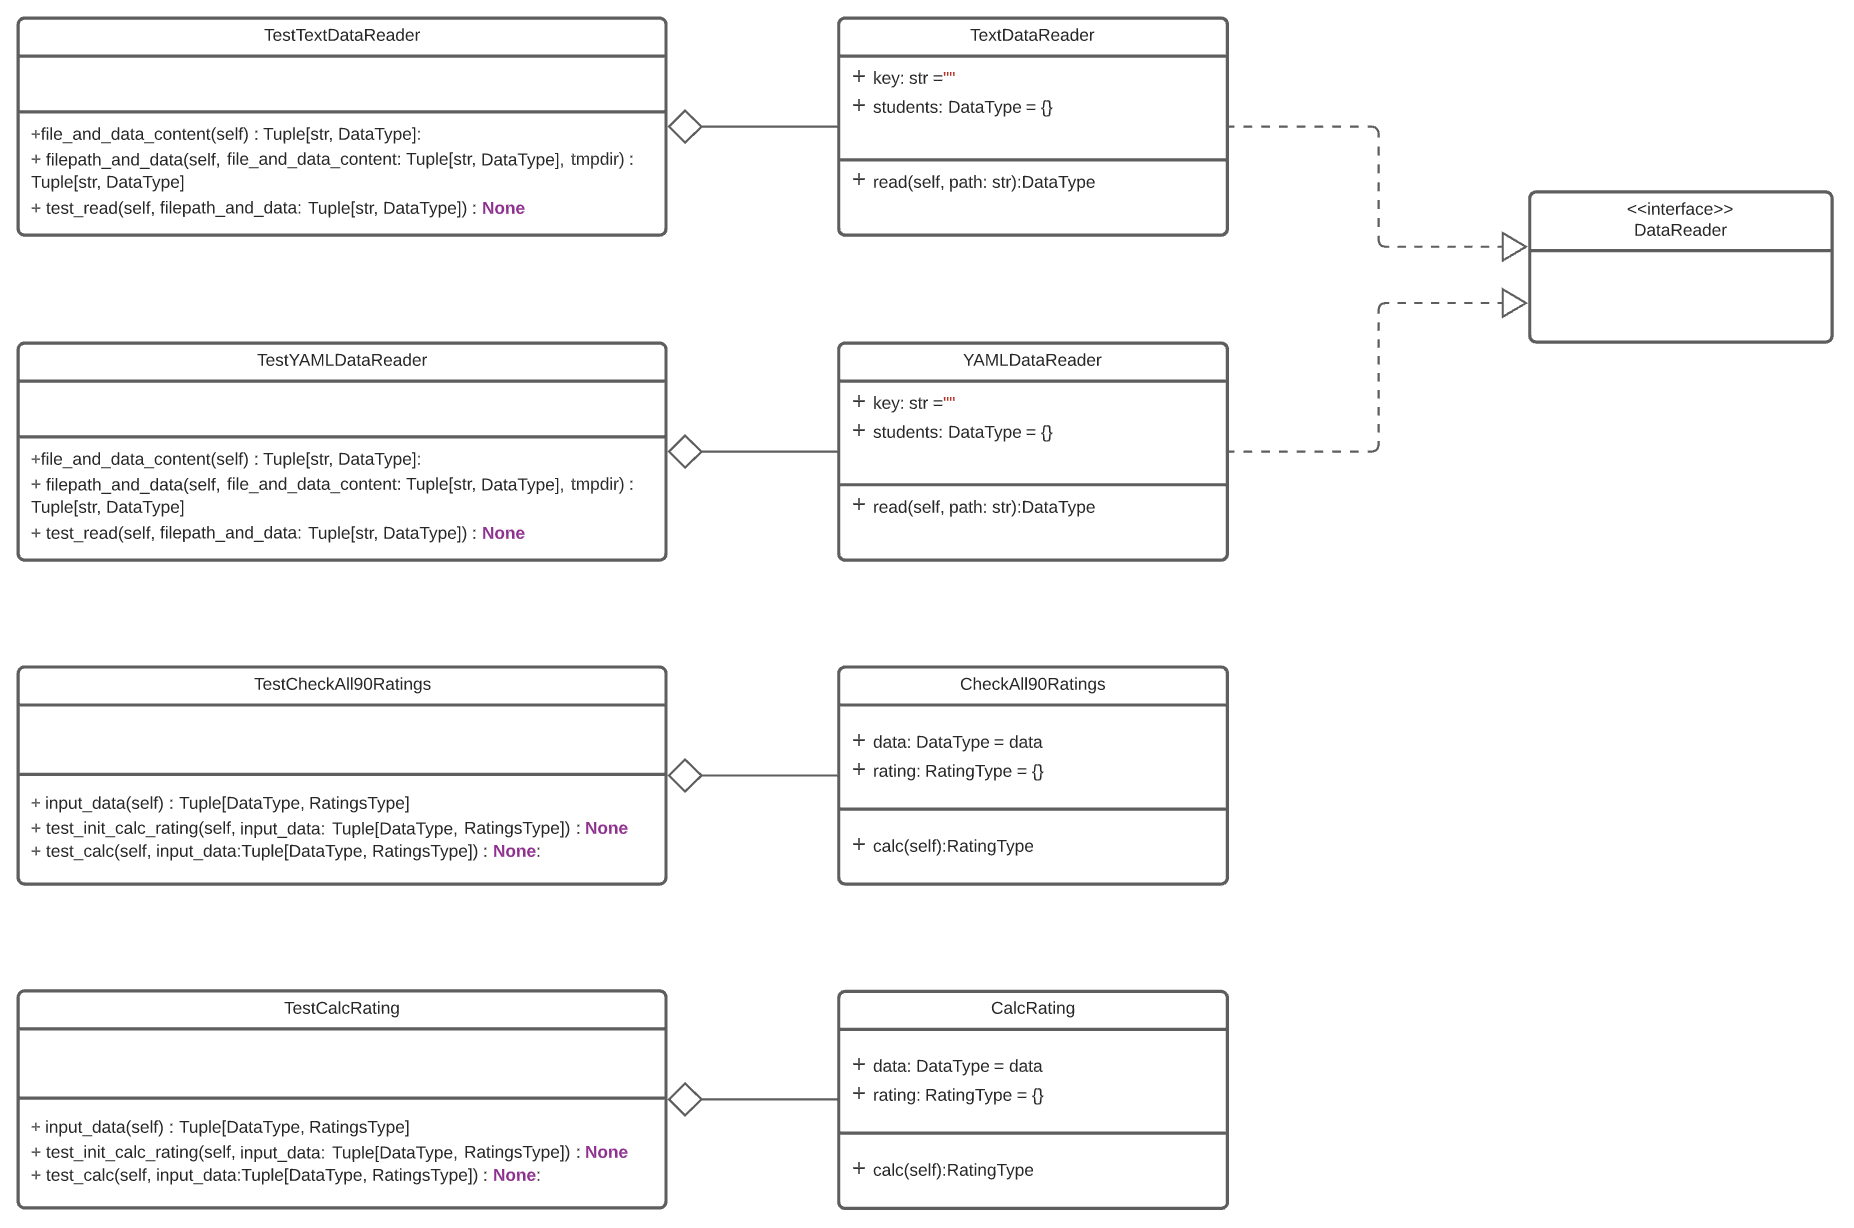 TestTextDataReader
+file_and_data_content(self) : Tuple[str, DataType]:
+ filepath_and_data(self, file_and_data_content: Tuple[str, DataType], tmpdir) :
Tuple[str, DataType]
+ test_read(self, filepath_and_data: Tuple[str, DataType]) : None
TextDataReader
+ key: str =""
+ students: DataType = {}
+ read(self, path: str):DataType
<<interface>>
DataReader
TestYAMLDataReader
+file_and_data_content(self) : Tuple[str, DataType]:
+ filepath_and_data(self, file_and_data_content: Tuple[str, DataType], tmpdir) :
Tuple[str, DataType]
+ test_read(self, filepath_and_data: Tuple[str, DataType]) : None
YAMLDataReader
+ key: str =""
+ students: DataType = {}
+ read(self, path: str):DataType
TestCheckAll90Ratings
+ input_data(self) : Tuple[DataType, RatingsType]
+ test_init_calc_rating(self, input_data: Tuple[DataType, RatingsType]) : None
+ test_calc(self, input_data:Tuple[DataType, RatingsType]) : None:
CheckAll90Ratings
+ data: DataType = data
+ rating: RatingType = {}
+ calc(self):RatingType
TestCalcRating
+ input_data(self) : Tuple[DataType, RatingsType]
+ test_init_calc_rating(self, input_data: Tuple[DataType, RatingsType]) : None
+ test_calc(self, input_data:Tuple[DataType, RatingsType]) : None:
CalcRating
+ data: DataType = data
+ rating: RatingType = {}
+ calc(self):RatingType